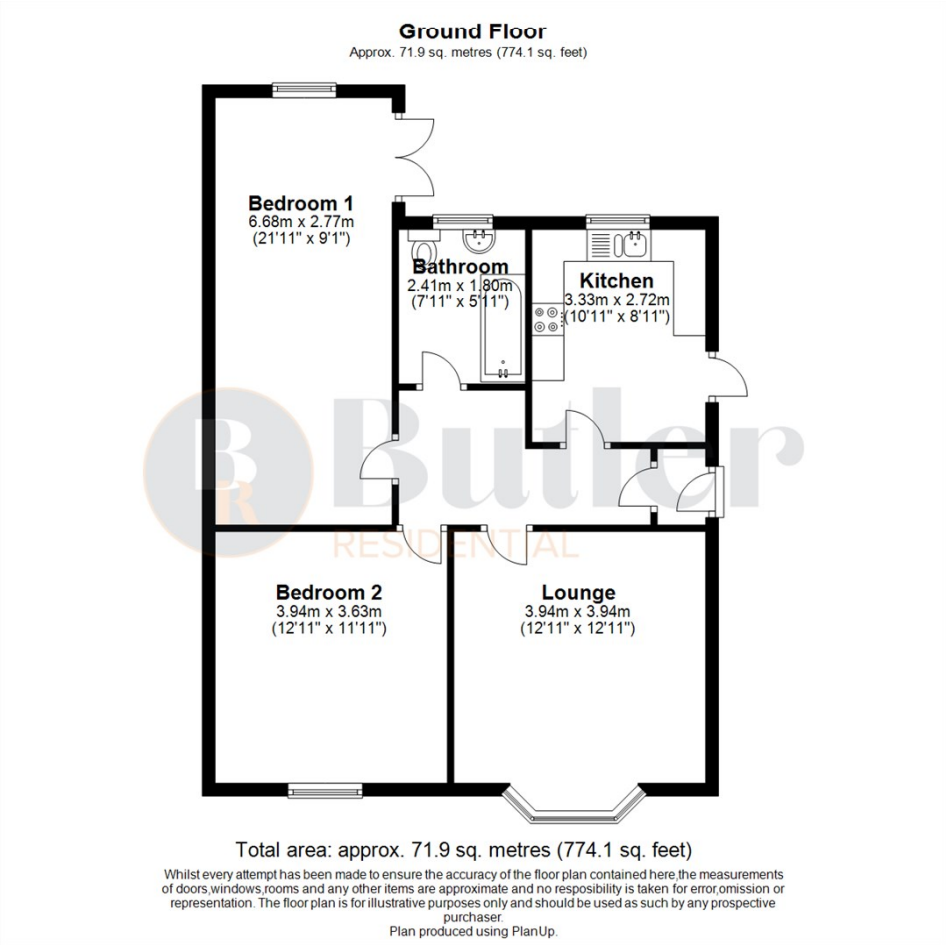 Ground Floor
Approx. 71.9 sq. metres (774.1 sq. feet)
Bedroom 1
6.68m x 2.77m
(21'11" x 9'1")
Bathroom
2.41m x 1.80m
(7'11" x 5'11")
Kitchen
3.33m x 2.72m
(10'11" x 8'11")
B
R
Butler
RESIDENTIAL
Bedroom 2
3.94m x 3.63m
(12'11" x 11'11")
Lounge
3.94m x 3.94m
(12'11" x 12'11")
Total area: approx. 71.9 sq. metres (774.1 sq. feet)
Whilst every attempt has been made to ensure the accuracy of the floor plan contained here,the measurements
of doors,windows,rooms and any other items are approximate and no resposibility is taken for error,omission or
representation. The floor plan is for illustrative purposes only and should be used as such by any prospective
purchaser.
Plan produced using PlanUp.